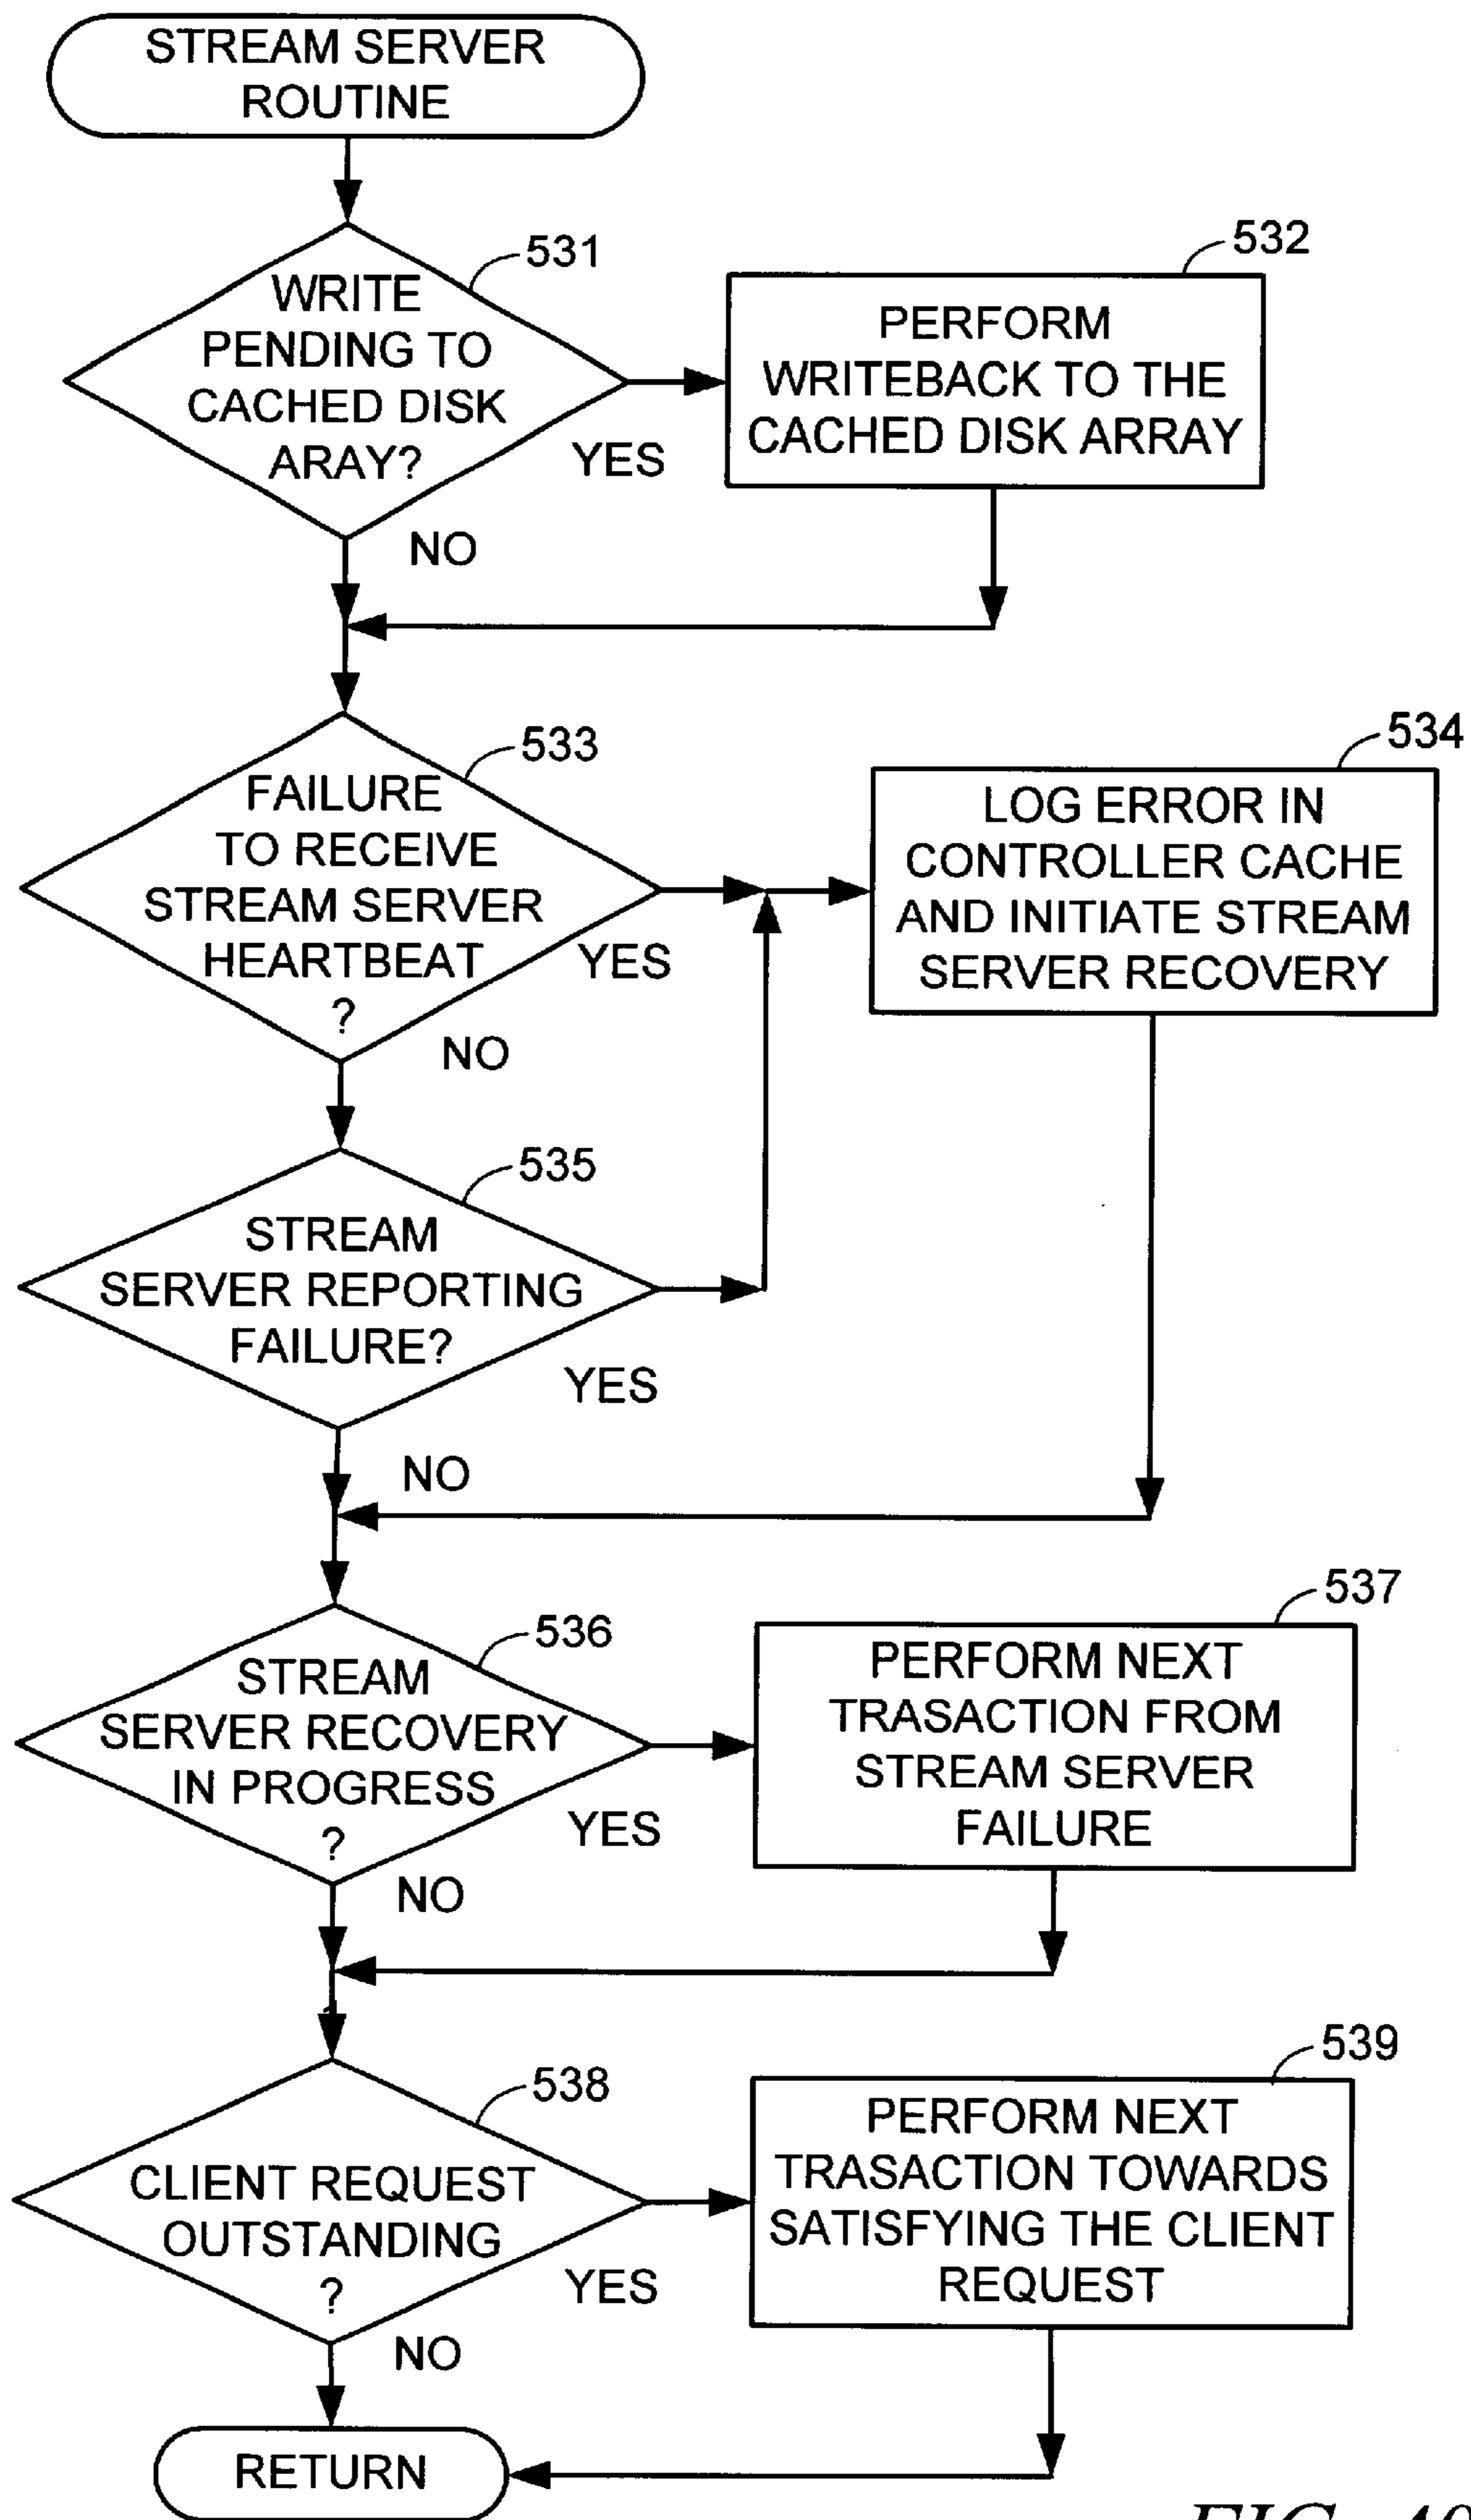 STREAM SERVER
ROUTINE
531
WRITE
PENDING TO
CACHED DISK
ARAY?
YES
NO
532
PERFORM
WRITEBACK TO THE
CACHED DISK ARRAY
533
FAILURE
TO RECEIVE
STREAM SERVER
HEARTBEAT
?
YES
NO
534
LOG ERROR IN
CONTROLLER CACHE
AND INITIATE STREAM
SERVER RECOVERY
535
STREAM
SERVER REPORTING
FAILURE?
YES
NO
536
STREAM
SERVER RECOVERY
IN PROGRESS
?
YES
NO
537
PERFORM NEXT
TRASACTION FROM
STREAM SERVER
FAILURE
538
CLIENT REQUEST
OUTSTANDING
?
YES
NO
539
PERFORM NEXT
TRASACTION TOWARDS
SATISFYING THE CLIENT
REQUEST
RETURN